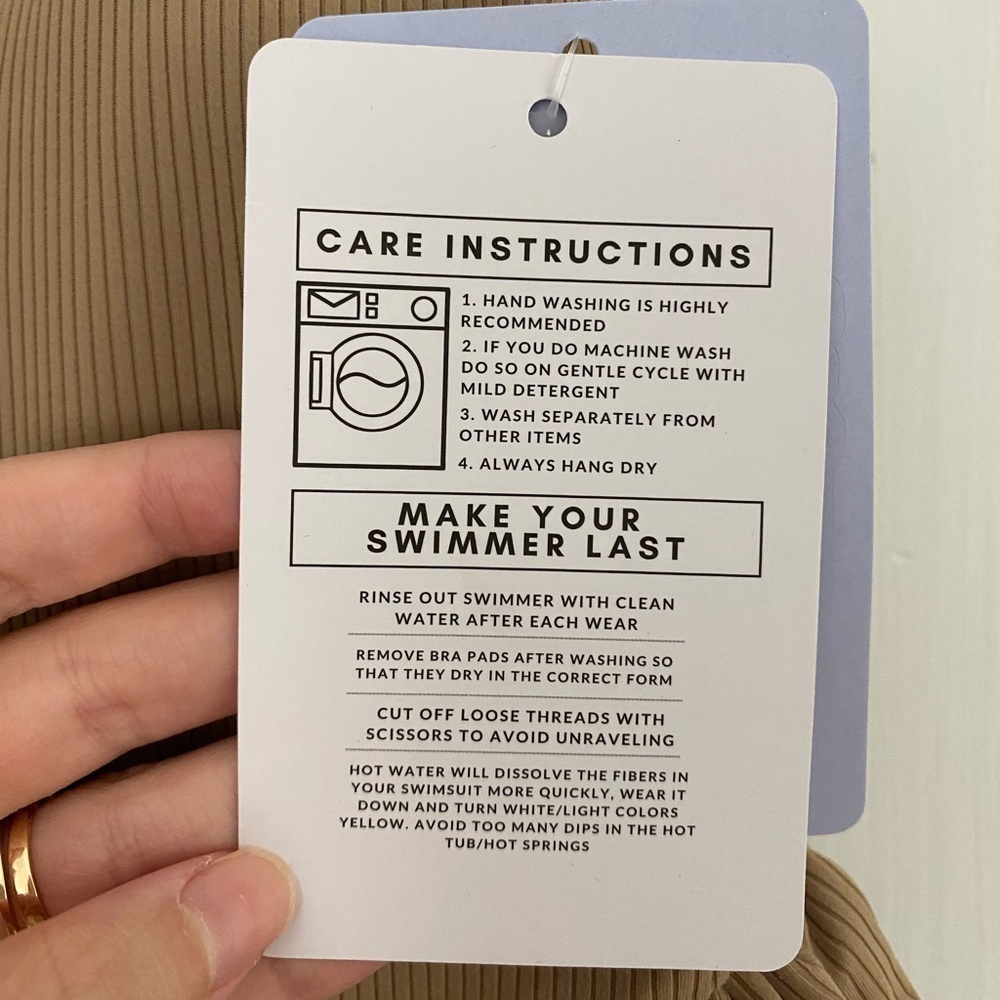 CARE INSTRUCTIONS
1. HAND WASHING IS HIGHLY
RECOMMENDED
2. IF YOU DO MACHINE WASH
DO SO ON GENTLE CYCLE WITH
MILD DETERGENT
3. WASH SEPARATELY FROM
OTHER ITEMS
4. ALWAYS HANG DRY
MAKE YOUR
SWIMMER LAST
RINSE OUT SWIMMER WITH CLEAN
WATER AFTER EACH WEAR
REMOVE BRA PADS AFTER WASHING SO
THAT THEY DRY IN THE CORRECT FORM
CUT OFF LOOSE THREADS WITH
SCISSORS TO AVOID UNRAVELING
HOT WATER WILL DISSOLVE THE FIBERS IN
YOUR SWIMSUIT MORE QUICKLY, WEAR IT
DOWN AND TURN WHITE/LIGHT COLORS
YELLOW. AVOID TOO MANY DIPS IN THE HOT
TUB/HOT SPRINGS